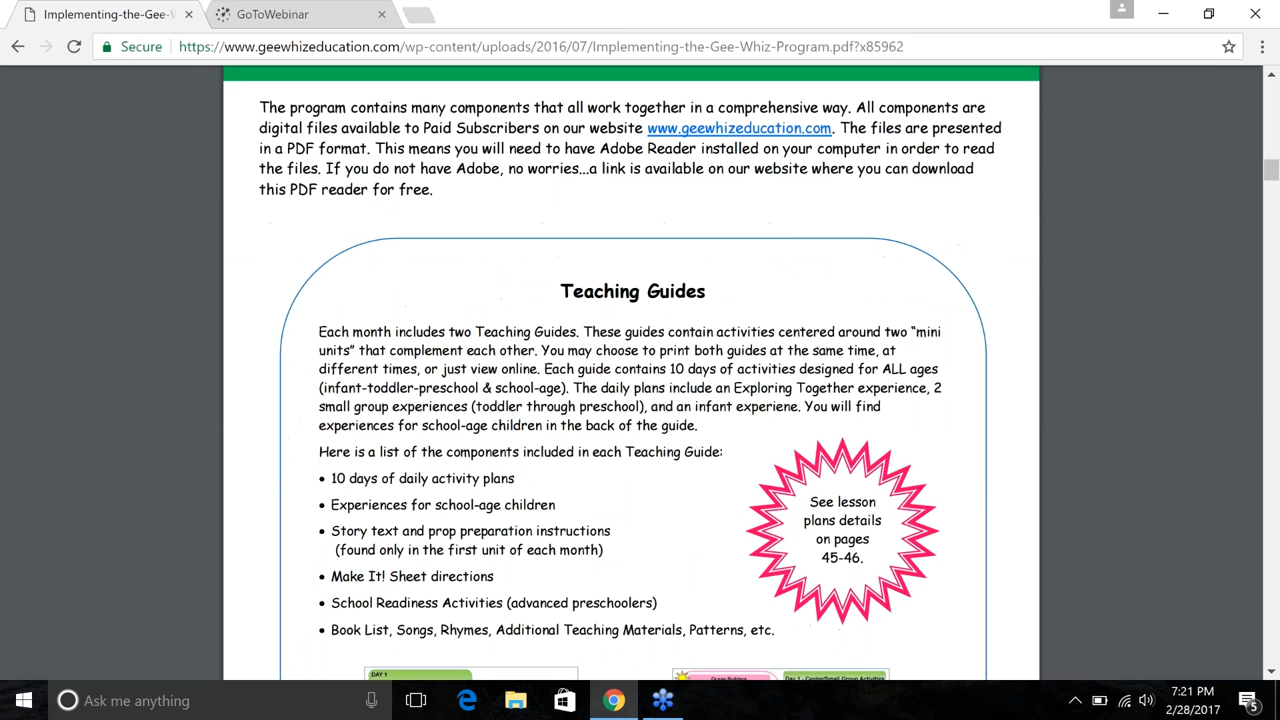 Implementing-the-Gee-W
GoToWebinar
Secure
https://www.geewhizeducation.com/wp-content/uploads/2016/07/Implementing-the-Gee-Whiz-Program.pdf?x85962
The program contains many components that all work together in a comprehensive way. All components are
digital files available to Paid Subscribers on our website www.geewhizeducation.com. The files are presented
in a PDF format. This means you will need to have Adobe Reader installed on your computer in order to read
the files. If you do not have Adobe, no worries...a link is available on our website where you can download
this PDF reader for free.
Teaching Guides
Each month includes two Teaching Guides. These guides contain activities centered around two “mini
units” that complement each other. You may choose to print both guides at the same time, at
different times, or just view online. Each guide contains 10 days of activities designed for ALL ages
(infant-toddler-preschool & school-age). The daily plans include an Exploring Together experience, 2
small group experiences (toddler through preschool), and an infant experiene. You will find
experiences for school-age children in the back of the guide.
Here is a list of the components included in each Teaching Guide:
• 10 days of daily activity plans
• Experiences for school-age children
• Story text and prop preparation instructions
(found only in the first unit of each month)
• Make It! Sheet directions
• School Readiness Activities (advanced preschoolers)
• Book List, Songs, Rhymes, Additional Teaching Materials, Patterns, etc.
See lesson
plans details
on pages
45-46.
DAY 1
Day 1 - Center/Small Group Activities
Ask me anything
7:21 PM
2/28/2017
5